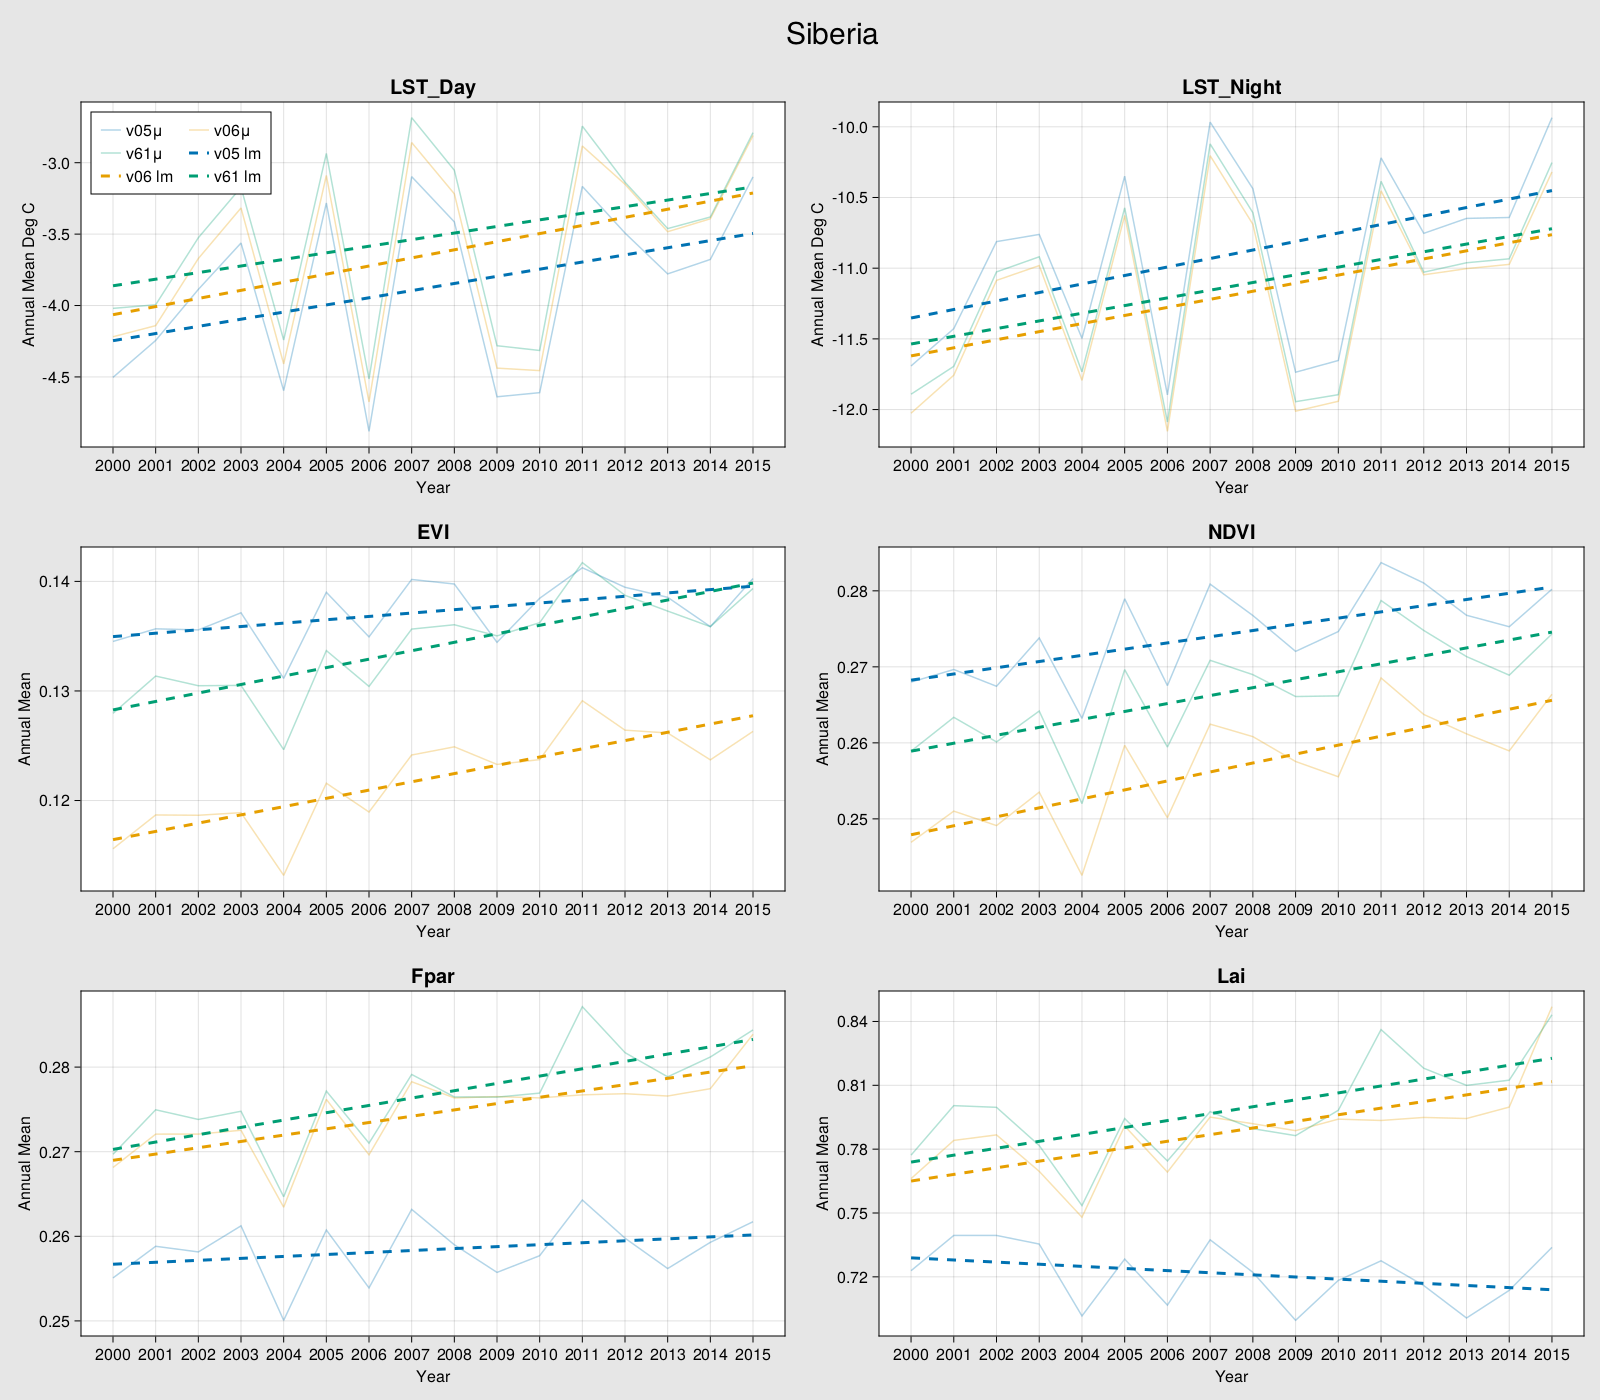 Siberia
LST_Day
v05μ v06μ
v61μ v05 lm
v06 lm v61 lm
Annual Mean Deg C
-3.0
-3.5
-4.0
-4.5
2000 2001 2002 2003 2004 2005 2006 2007 2008 2009 2010 2011 2012 2013 2014 2015
Year
LST_Night
Annual Mean Deg C
-10.0
-10.5
-11.0
-11.5
-12.0
2000 2001 2002 2003 2004 2005 2006 2007 2008 2009 2010 2011 2012 2013 2014 2015
Year
EVI
Annual Mean
0.14
0.13
0.12
2000 2001 2002 2003 2004 2005 2006 2007 2008 2009 2010 2011 2012 2013 2014 2015
Year
NDVI
Annual Mean
0.28
0.27
0.26
0.25
2000 2001 2002 2003 2004 2005 2006 2007 2008 2009 2010 2011 2012 2013 2014 2015
Year
Fpar
Annual Mean
0.28
0.27
0.26
0.25
2000 2001 2002 2003 2004 2005 2006 2007 2008 2009 2010 2011 2012 2013 2014 2015
Year
Lai
Annual Mean
0.84
0.81
0.78
0.75
0.72
2000 2001 2002 2003 2004 2005 2006 2007 2008 2009 2010 2011 2012 2013 2014 2015
Year